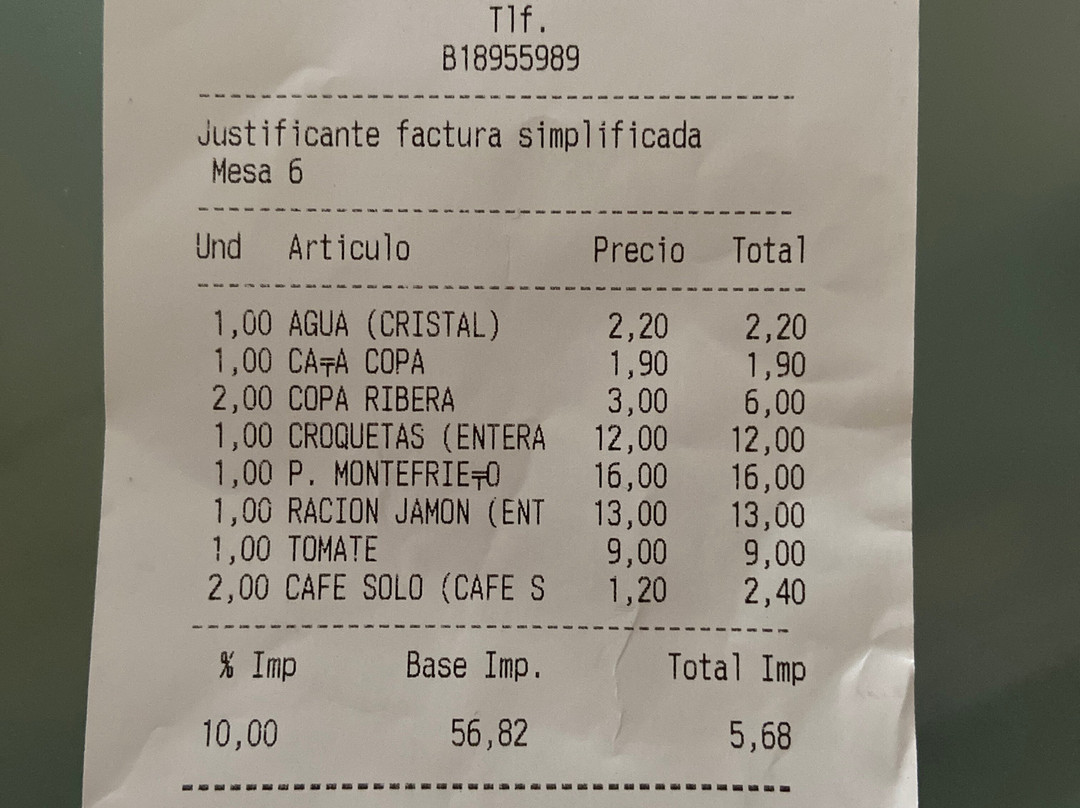 Tlf.
B18955989
Justificante factura simplificada
Mesa 6
Und Articulo Precio Total
1,00 AGUA (CRISTAL) 2,20 2,20
1,00 CA╤A COPA 1,90 1,90
2,00 COPA RIBERA 3,00 6,00
1,00 CROQUETAS (ENTERA 12,00 12,00
1,00 P. MONTEFRIE╤O 16,00 16,00
1,00 RACION JAMON (ENT 13,00 13,00
1,00 TOMATE 9,00 9,00
2,00 CAFE SOLO (CAFE S 1,20 2,40
% Imp Base Imp. Total Imp
10,00 56,82 5,68